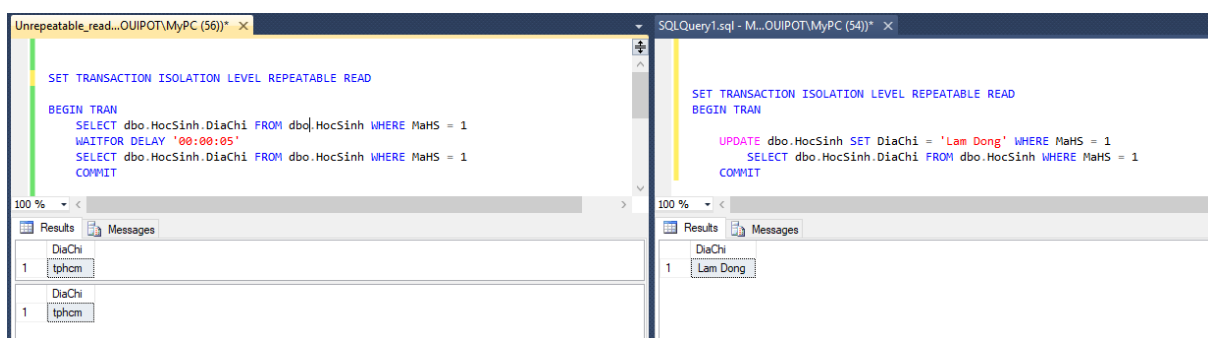 Unrepeatable_read...OUIPOT\MyPC (56))*
SET TRANSACTION ISOLATION LEVEL REPEATABLE READ
BEGIN TRAN
SELECT dbo.HocSinh.DiaChi FROM dbo.HocSinh WHERE MaHS = 1
WAITFOR DELAY '00:00:05'
SELECT dbo.HocSinh.DiaChi FROM dbo.HocSinh WHERE MaHS = 1
COMMIT
100 %
Results Messages
DiaChi
1 tphcm
DiaChi
1 tphcm
SQLQuery1.sql - M...OUIPOT\MyPC (54))*
SET TRANSACTION ISOLATION LEVEL REPEATABLE READ
BEGIN TRAN
UPDATE dbo.HocSinh SET DiaChi = 'Lam Dong' WHERE MaHS = 1
SELECT dbo.HocSinh.DiaChi FROM dbo.HocSinh WHERE MaHS = 1
COMMIT
100 %
Results Messages
DiaChi
1 Lam Dong